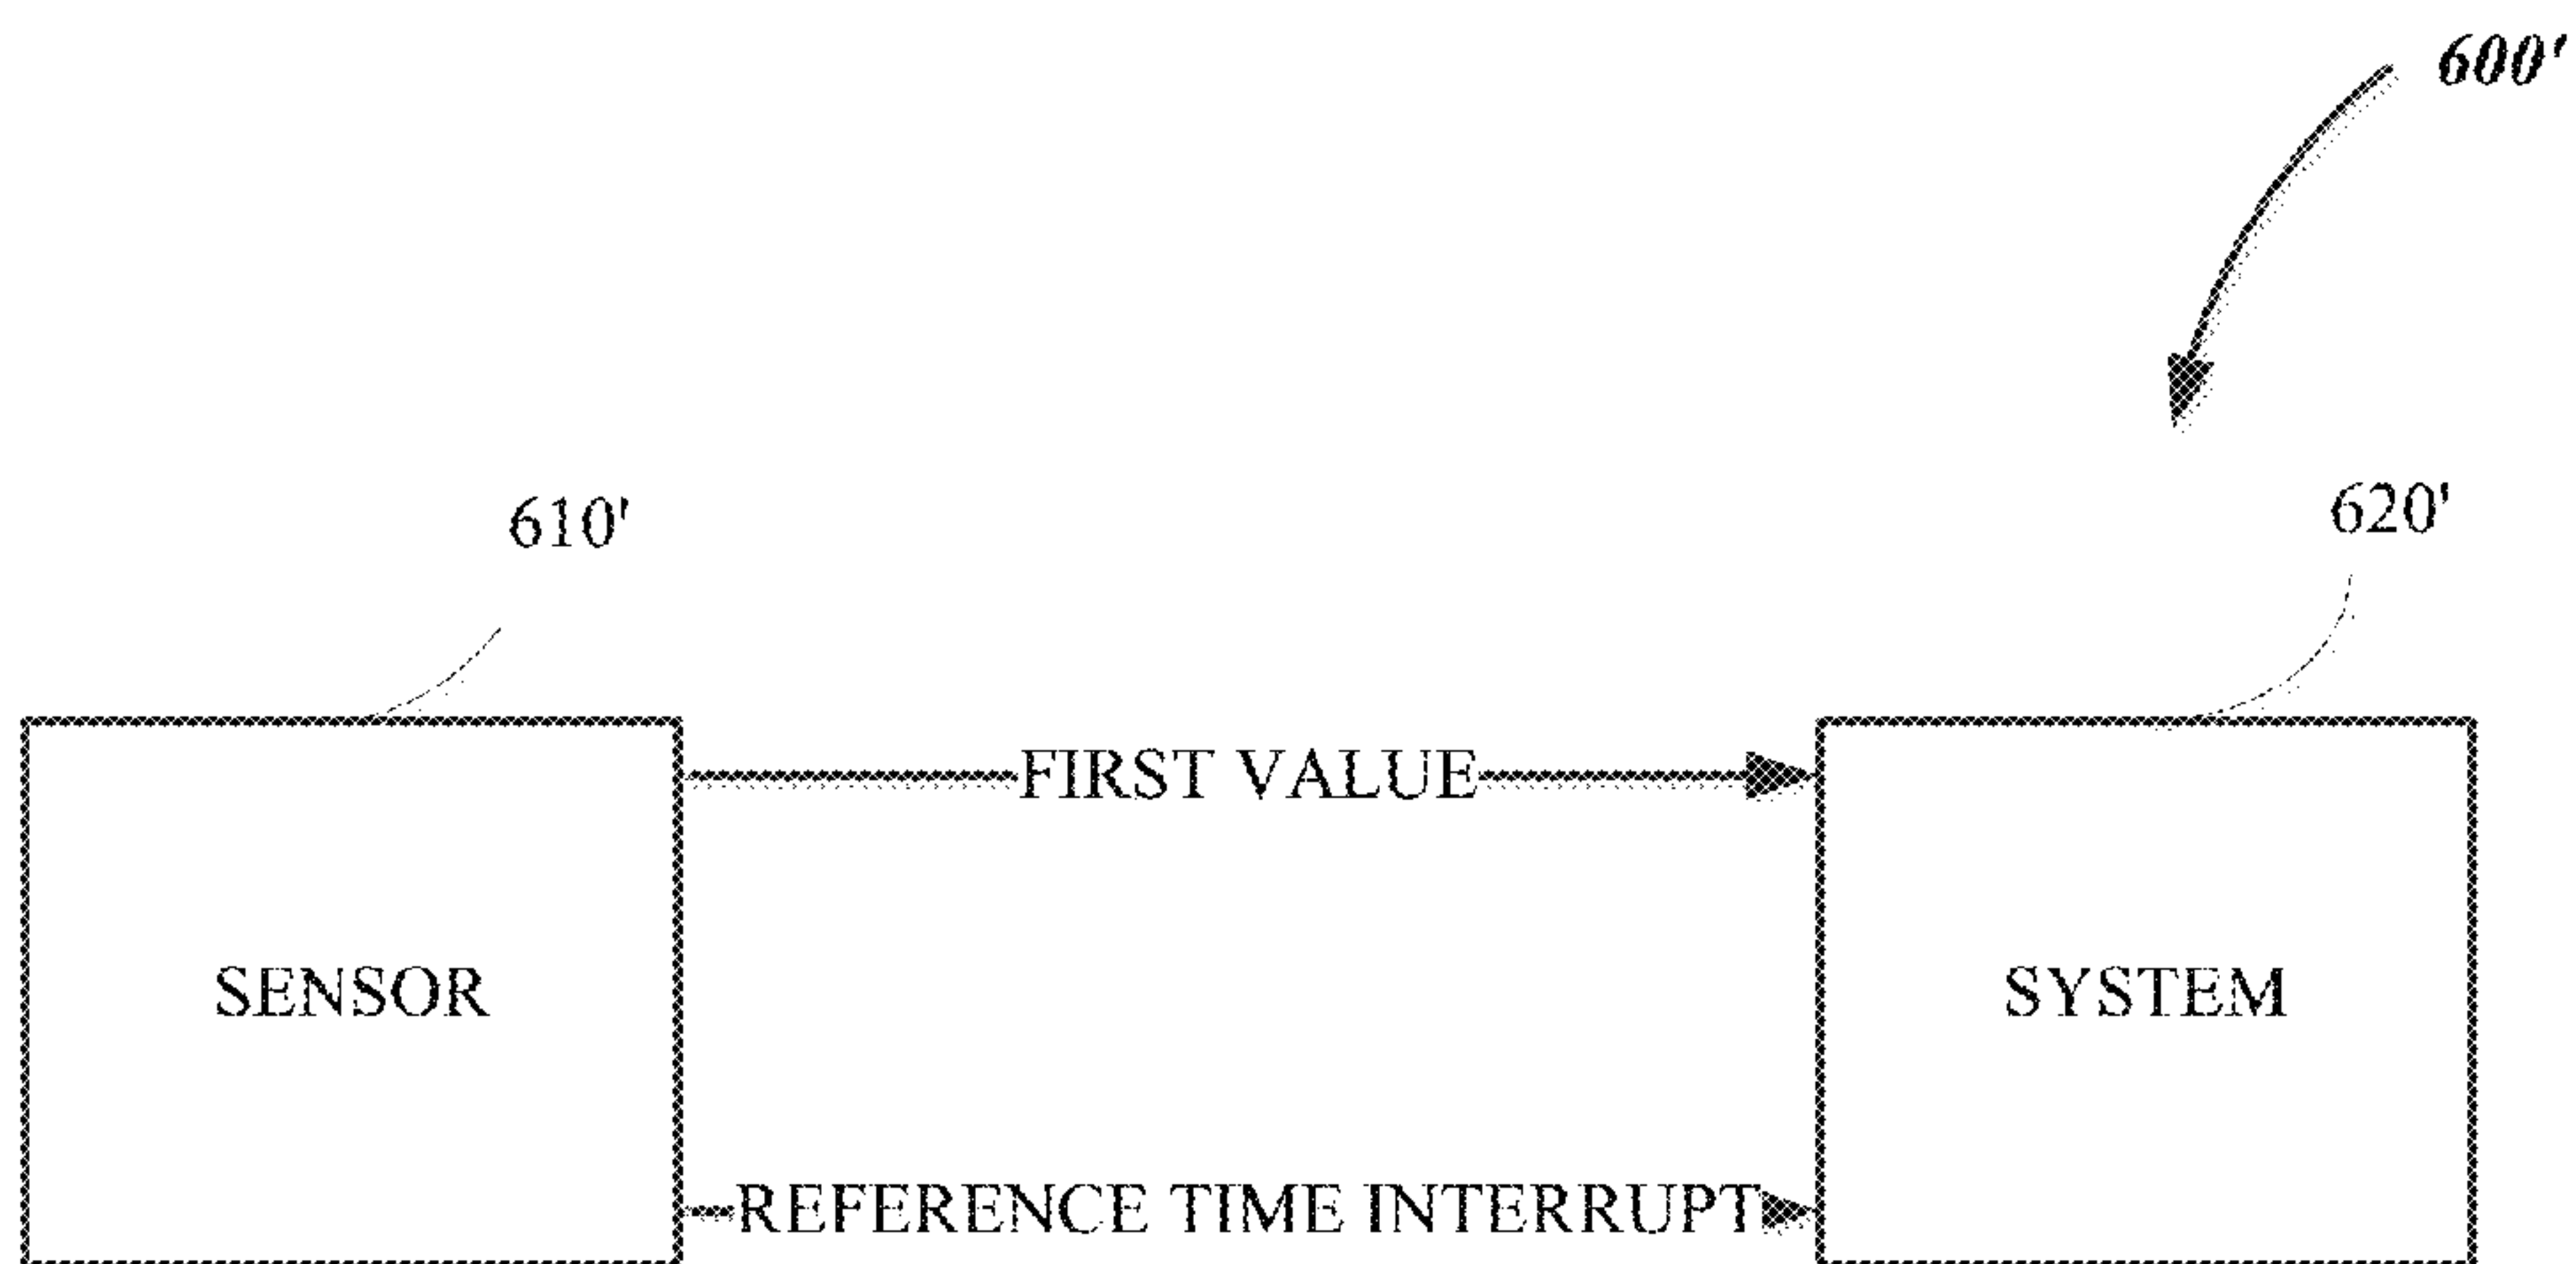 600'
610'
620'
FIRST VALUE
SENSOR
SYSTEM
REFERENCE TIME INTERRUPT